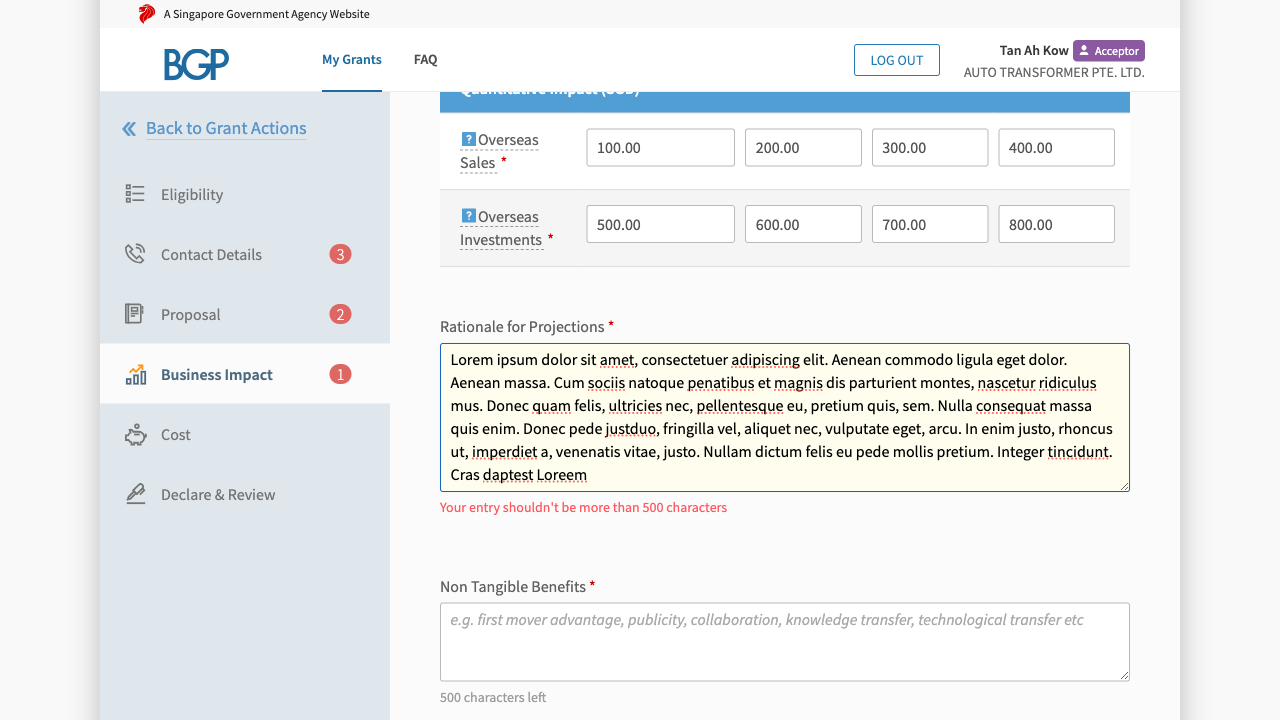 A Singapore Government Agency Website
BGP
My Grants
FAQ
LOG OUT
Tan Ah Kow Acceptor
AUTO TRANSFORMER PTE. LTD.
Back to Grant Actions
Eligibility
Contact Details 3
Proposal 2
Business Impact 1
Cost
Declare & Review
Quantitative Impact (SGD)
? Overseas
Sales *
100.00 200.00 300.00 400.00
? Overseas
Investments *
500.00 600.00 700.00 800.00
Rationale for Projections *
Lorem ipsum dolor sit amet, consectetuer adipiscing elit. Aenean commodo ligula eget dolor.
Aenean massa. Cum sociis natoque penatibus et magnis dis parturient montes, nascetur ridiculus
mus. Donec quam felis, ultricies nec, pellentesque eu, pretium quis, sem. Nulla consequat massa
quis enim. Donec pede justduo, fringilla vel, aliquet nec, vulputate eget, arcu. In enim justo, rhoncus
ut, imperdiet a, venenatis vitae, justo. Nullam dictum felis eu pede mollis pretium. Integer tincidunt.
Cras daptest Loreem
Your entry shouldn't be more than 500 characters
Non Tangible Benefits *
e.g. first mover advantage, publicity, collaboration, knowledge transfer, technological transfer etc
500 characters left